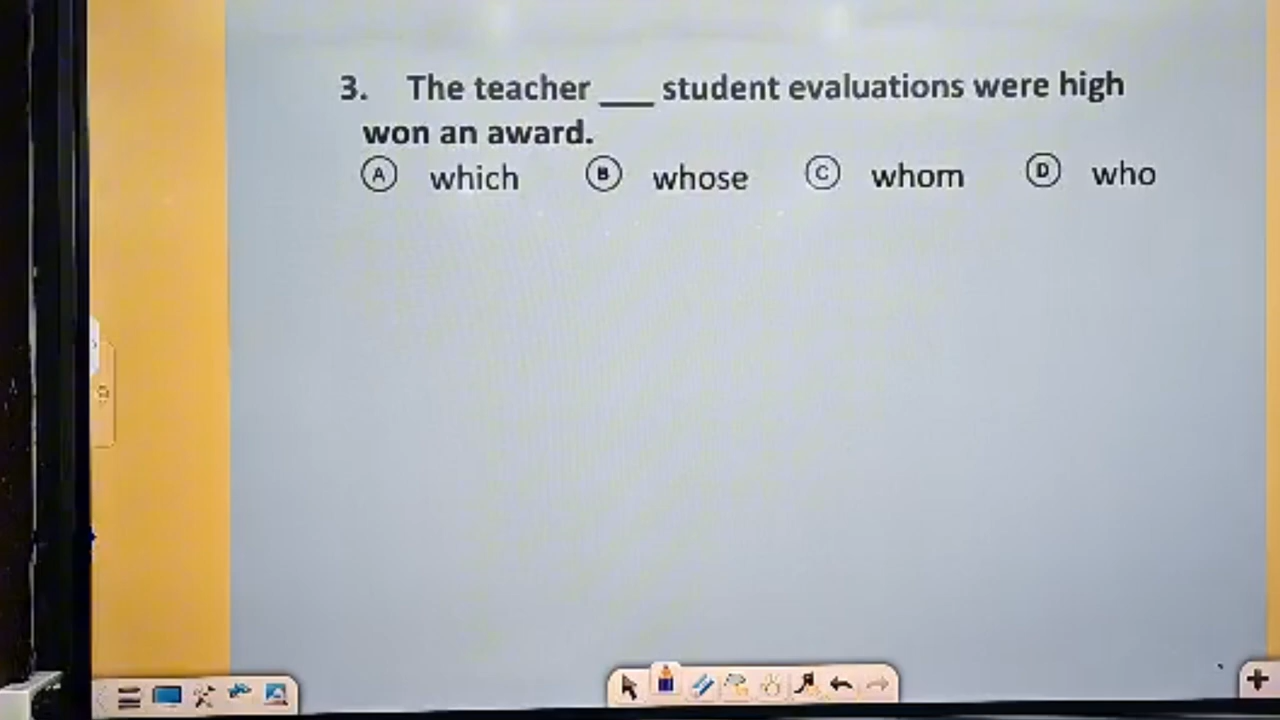 3. The teacher ___ student evaluations were high
won an award.
A which B whose C whom D who